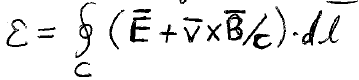 ε = ∮_C (E̅ + v̅ × B̅/c) · dl̅